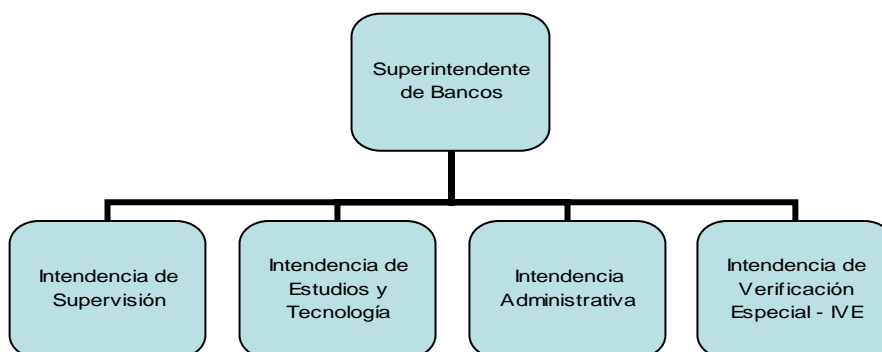 Superintendente
de Bancos
Intendencia de
Supervisión
Intendencia de
Estudios y
Tecnología
Intendencia
Administrativa
Intendencia de
Verificación
Especial - IVE